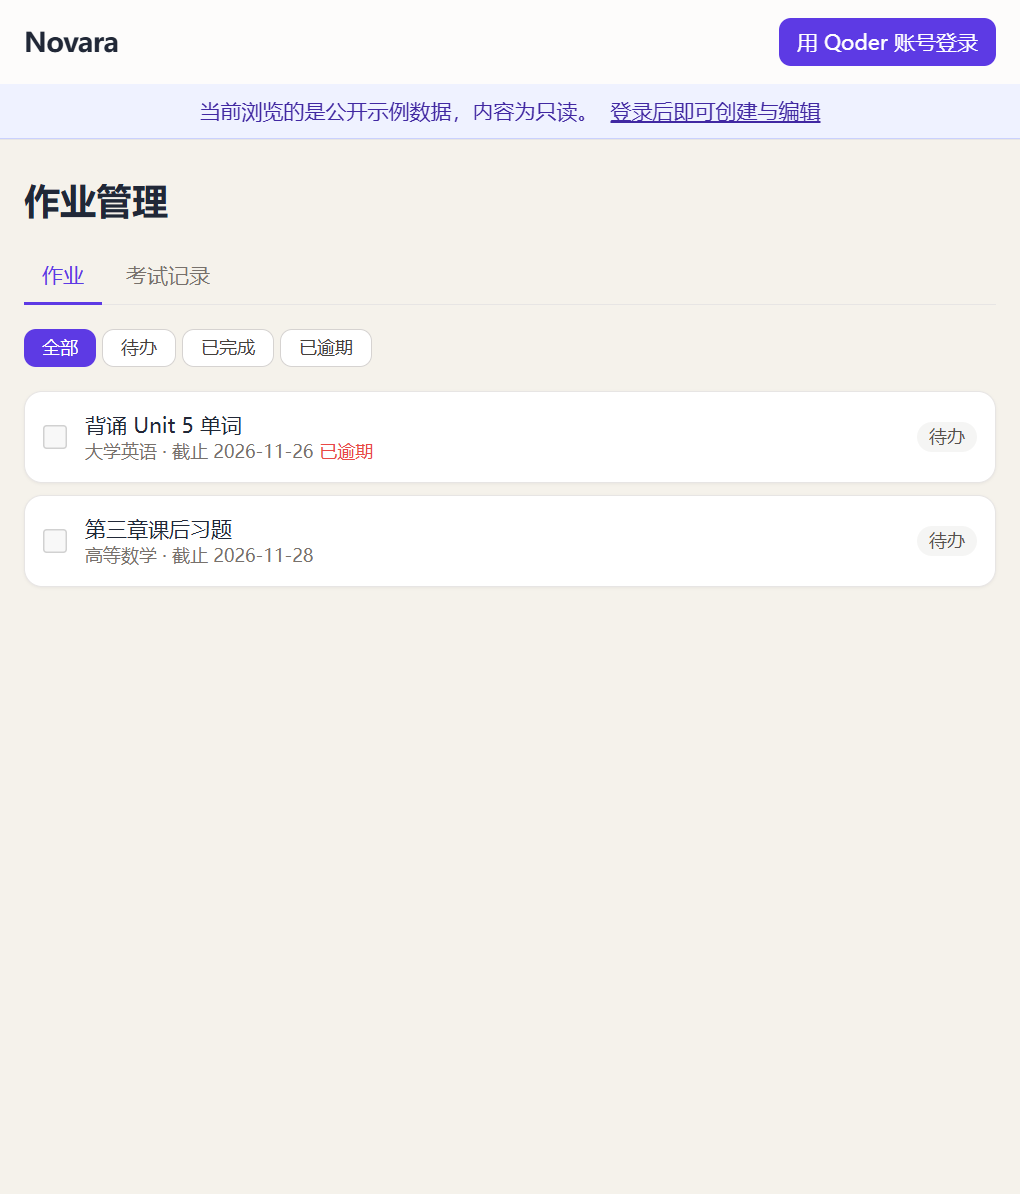 Novara
用 Qoder 账号登录
当前浏览的是公开示例数据，内容为只读。 登录后即可创建与编辑
作业管理
作业 考试记录
全部 待办 已完成 已逾期
背诵 Unit 5 单词
大学英语 · 截止 2026-11-26 已逾期
待办
第三章课后习题
高等数学 · 截止 2026-11-28
待办